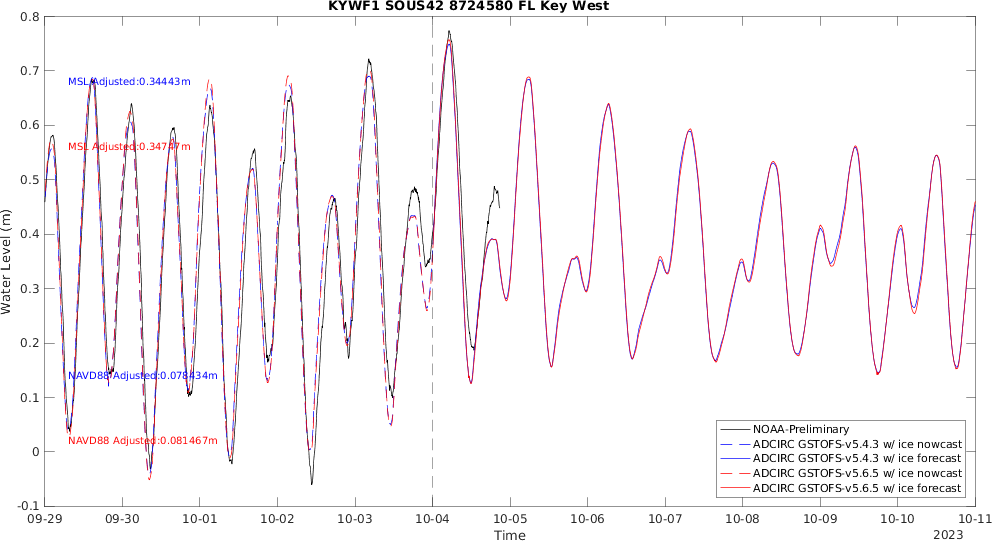 KYWF1 SOUS42 8724580 FL Key West
0.8
0.7
0.6
0.5
0.4
0.3
0.2
0.1
0
-0.1
Water Level (m)
MSL Adjusted:0.34443m
MSL Adjusted:0.34747m
NAVD88 Adjusted:0.078434m
NAVD88 Adjusted:0.081467m
NOAA-Preliminary
ADCIRC GSTOFS-v5.4.3 w/ ice nowcast
ADCIRC GSTOFS-v5.4.3 w/ ice forecast
ADCIRC GSTOFS-v5.6.5 w/ ice nowcast
ADCIRC GSTOFS-v5.6.5 w/ ice forecast
09-29 09-30 10-01 10-02 10-03 10-04 10-05 10-06 10-07 10-08 10-09 10-10 10-11
Time
2023